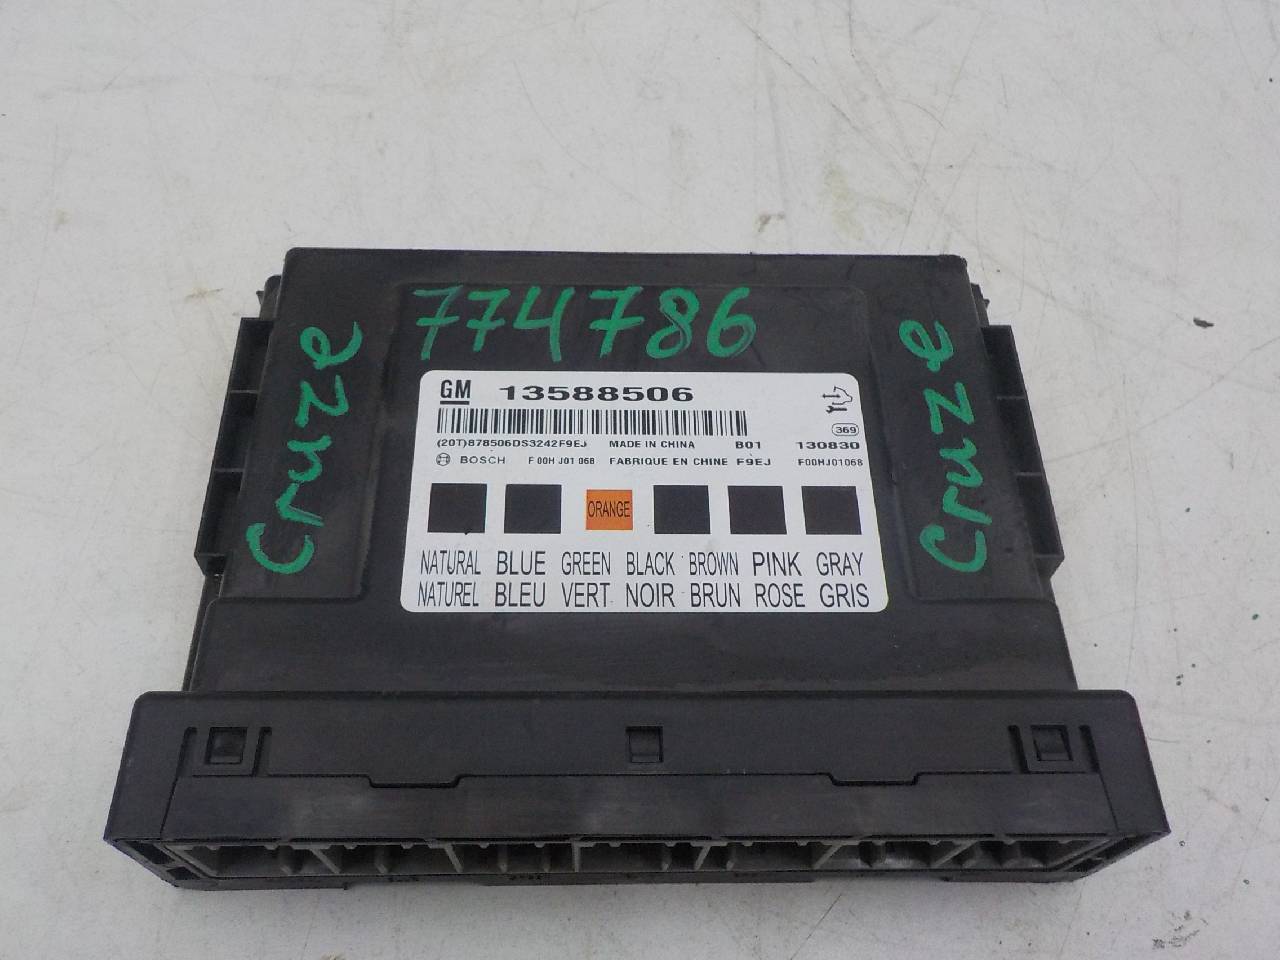 774786
Cruze
Cruze
GM 13588506
369
(20T)878506DS3242F9EJ MADE IN CHINA B01 130830
BOSCH F 00H J01 068 FABRIQUE EN CHINE F9EJ F00HJ01068
ORANGE
NATURAL BLUE GREEN BLACK BROWN PINK GRAY
NATUREL BLEU VERT NOIR BRUN ROSE GRIS